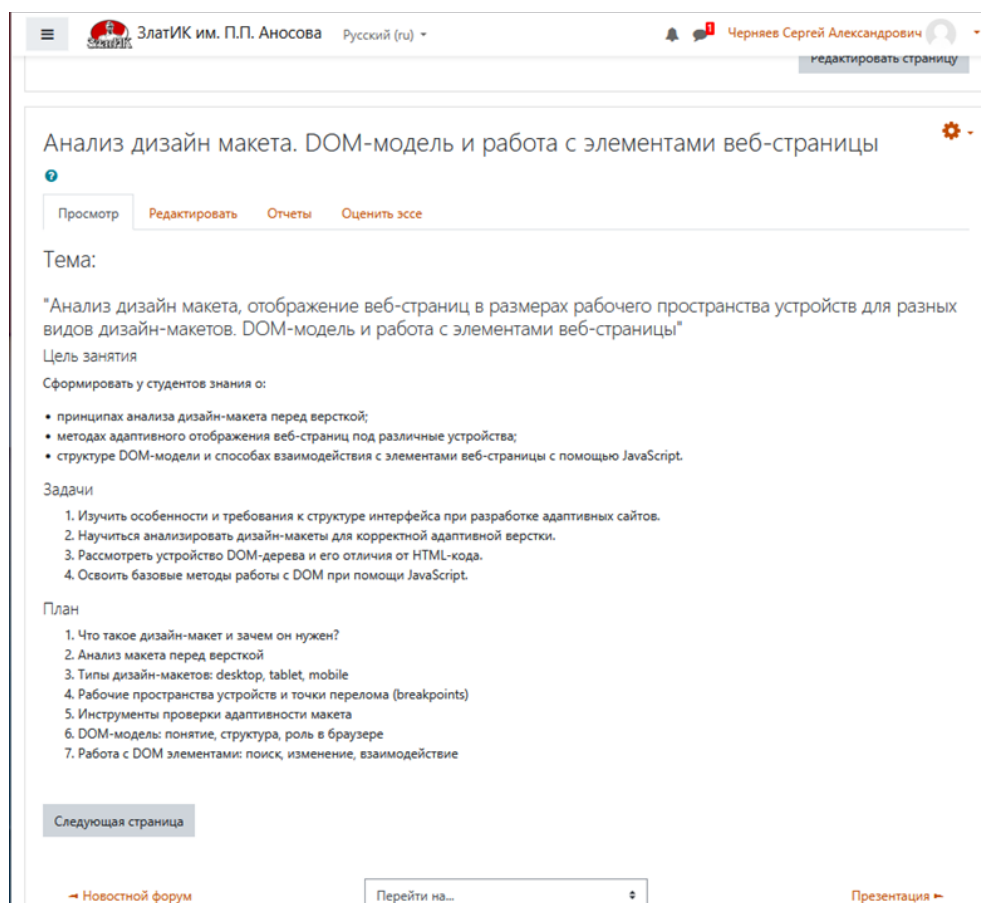 ЗлатИК
ЗлатИК им. П.П. Аносова
Русский (ru)
1
Черняев Сергей Александрович
Редактировать страницу
Анализ дизайн макета. DOM-модель и работа с элементами веб-страницы
Просмотр
Редактировать
Отчеты
Оценить эссе
Тема:
"Анализ дизайн макета, отображение веб-страниц в размерах рабочего пространства устройств для разных
видов дизайн-макетов. DOM-модель и работа с элементами веб-страницы"
Цель занятия
Сформировать у студентов знания о:
• принципах анализа дизайн-макета перед версткой;
• методах адаптивного отображения веб-страниц под различные устройства;
• структуре DOM-модели и способах взаимодействия с элементами веб-страницы с помощью JavaScript.
Задачи
1. Изучить особенности и требования к структуре интерфейса при разработке адаптивных сайтов.
2. Научиться анализировать дизайн-макеты для корректной адаптивной верстки.
3. Рассмотреть устройство DOM-дерева и его отличия от HTML-кода.
4. Освоить базовые методы работы с DOM при помощи JavaScript.
План
1. Что такое дизайн-макет и зачем он нужен?
2. Анализ макета перед версткой
3. Типы дизайн-макетов: desktop, tablet, mobile
4. Рабочие пространства устройств и точки перелома (breakpoints)
5. Инструменты проверки адаптивности макета
6. DOM-модель: понятие, структура, роль в браузере
7. Работа с DOM элементами: поиск, изменение, взаимодействие
Следующая страница
Новостной форум
Перейти на...
Презентация